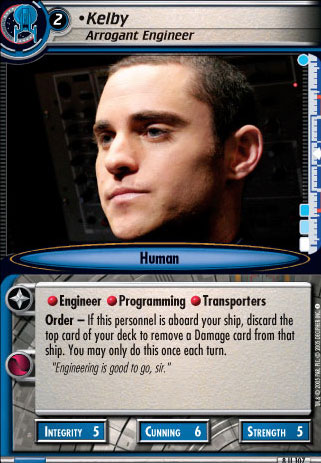 2
•Kelby
Arrogant Engineer
Human
Engineer Programming Transporters
Order – If this personnel is aboard your ship, discard the
top card of your deck to remove a Damage card from that
ship. You may only do this once each turn.
"Engineering is good to go, sir."
Integrity 5
Cunning 6
Strength 5